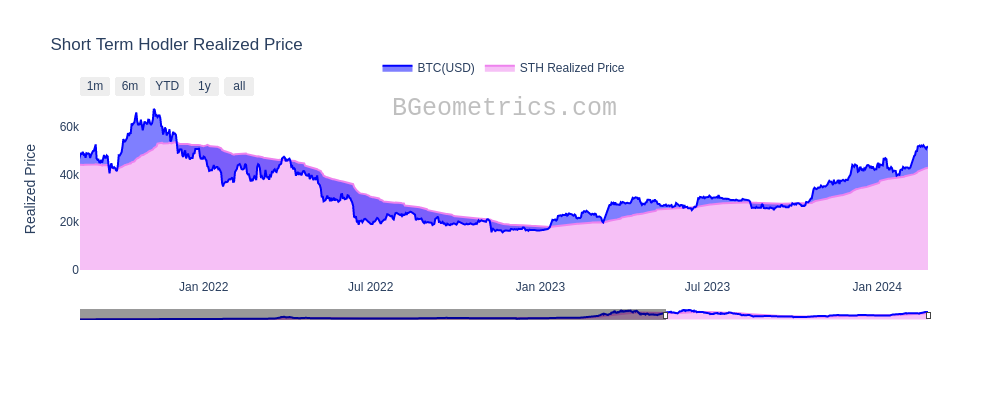 Short Term Hodler Realized Price
BTC(USD) STH Realized Price
1m 6m YTD 1y all
BGeometrics.com
Realized Price
60k
40k
20k
0
Jan 2022 Jul 2022 Jan 2023 Jul 2023 Jan 2024